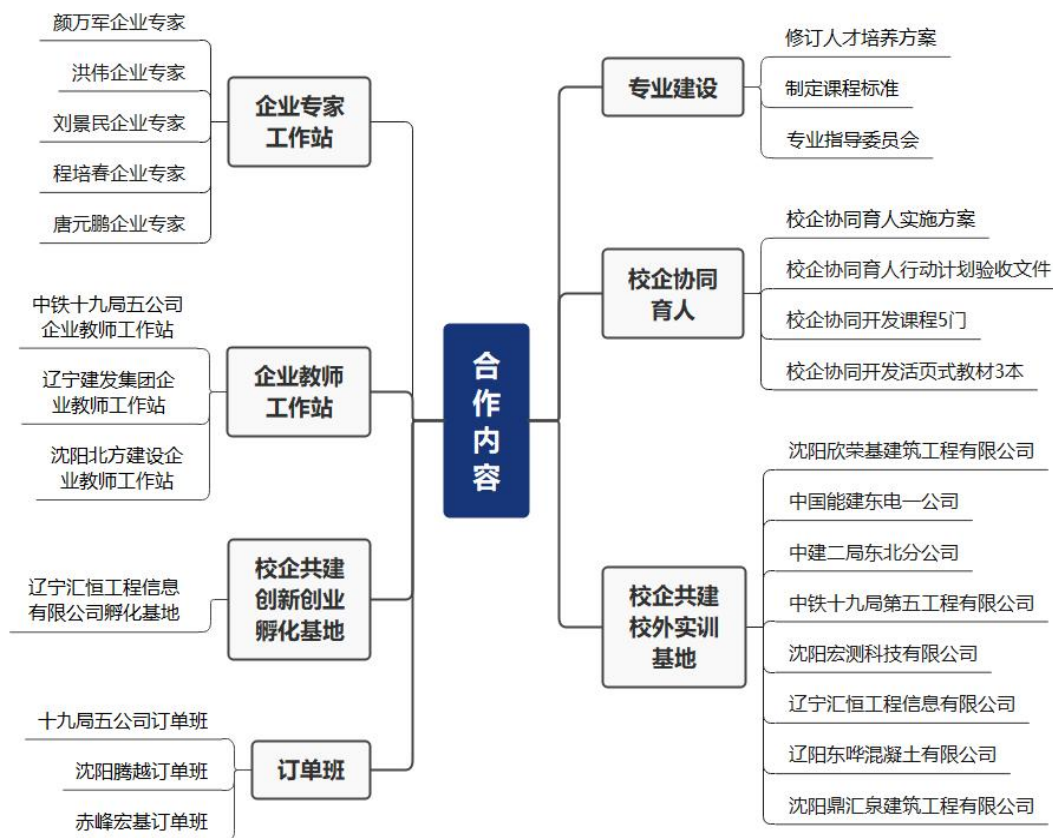 颜万军企业专家
洪伟企业专家
刘景民企业专家
程培春企业专家
唐元鹏企业专家
企业专家
工作站
中铁十九局五公司
企业教师工作站
辽宁建发集团企
业教师工作站
沈阳北方建设企
业教师工作站
企业教师
工作站
辽宁汇恒工程信息
有限公司孵化基地
校企共建
创新创业
孵化基地
十九局五公司订单班
沈阳腾越订单班
赤峰宏基订单班
订单班
合
作
内
容
专业建设
修订人才培养方案
制定课程标准
专业指导委员会
校企协同
育人
校企协同育人实施方案
校企协同育人行动计划验收文件
校企协同开发课程5门
校企协同开发活页式教材3本
校企共建
校外实训
基地
沈阳欣荣基建筑工程有限公司
中国能建东电一公司
中建二局东北分公司
中铁十九局第五工程有限公司
沈阳宏测科技有限公司
辽宁汇恒工程信息有限公司
辽阳东哗混凝土有限公司
沈阳鼎汇泉建筑工程有限公司